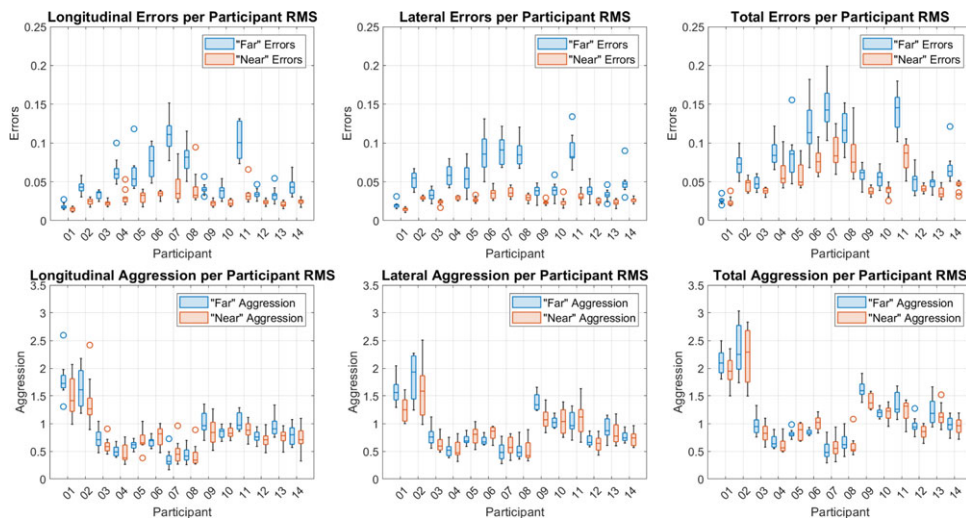 Longitudinal Errors per Participant RMS
0.25
0.2
0.15
0.1
0.05
0
Errors
"Far" Errors
"Near" Errors
01 02 03 04 05 06 07 08 09 10 11 12 13 14
Participant
Lateral Errors per Participant RMS
0.25
0.2
0.15
0.1
0.05
0
Errors
"Far" Errors
"Near" Errors
01 02 03 04 05 06 07 08 09 10 11 12 13 14
Participant
Total Errors per Participant RMS
0.25
0.2
0.15
0.1
0.05
0
Errors
"Far" Errors
"Near" Errors
01 02 03 04 05 06 07 08 09 10 11 12 13 14
Participant
Longitudinal Aggression per Participant RMS
3.5
3
2.5
2
1.5
1
0.5
0
Aggression
"Far" Aggression
"Near" Aggression
01 02 03 04 05 06 07 08 09 10 11 12 13 14
Participant
Lateral Aggression per Participant RMS
3.5
3
2.5
2
1.5
1
0.5
0
Aggression
"Far" Aggression
"Near" Aggression
01 02 03 04 05 06 07 08 09 10 11 12 13 14
Participant
Total Aggression per Participant RMS
3.5
3
2.5
2
1.5
1
0.5
0
Aggression
"Far" Aggression
"Near" Aggression
01 02 03 04 05 06 07 08 09 10 11 12 13 14
Participant